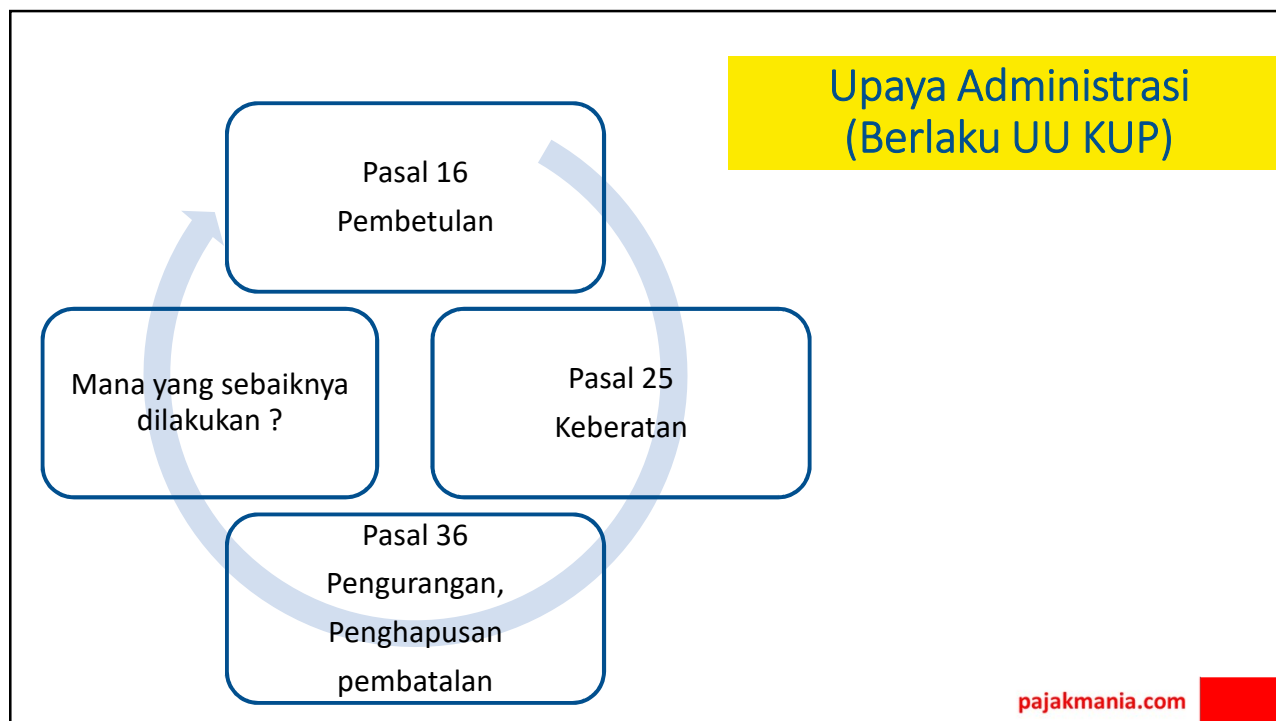 Upaya Administrasi
(Berlaku UU KUP)
Pasal 16
Pembetulan
Pasal 25
Keberatan
Pasal 36
Pengurangan,
Penghapusan
pembatalan
Mana yang sebaiknya
dilakukan ?
pajakmania.com